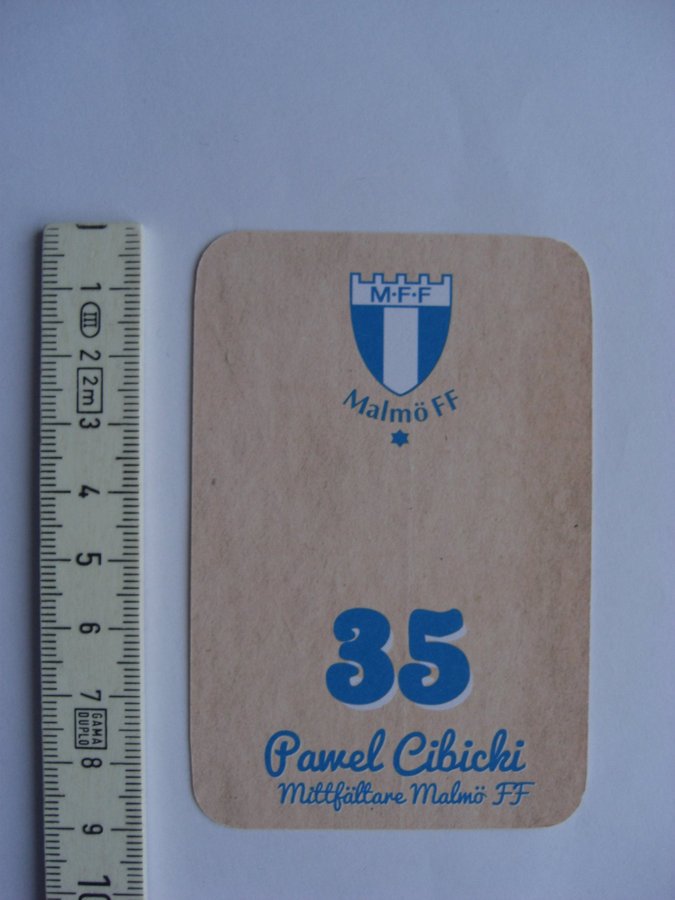 M·F·F
Malmö FF
35
Pawel Cibicki
Mittfältare Malmö FF
1
III
2
2m
3
4
5
6
7
GAMA
DUPLO
8
9
10